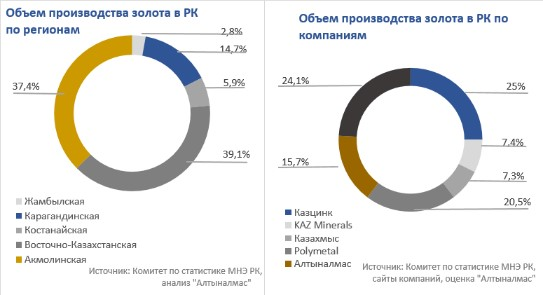 Объем производства золота в РК
по регионам
2,8%
14,7%
5,9%
39,1%
37,4%
Жамбылская
Карагандинская
Костанайская
Восточно-Казахстанская
Акмолинская
Источник: Комитет по статистике МНЭ РК,
анализ "Алтыналмас"
Объем производства золота в РК по
компаниям
24,1%
25%
7.4%
7,3%
20,5%
15,7%
Казцинк
KAZ Minerals
Казахмыс
Polymetal
Алтыналмас
Источник: Комитет по статистике МНЭ РК,
сайты компаний, оценка "Алтыналмас"